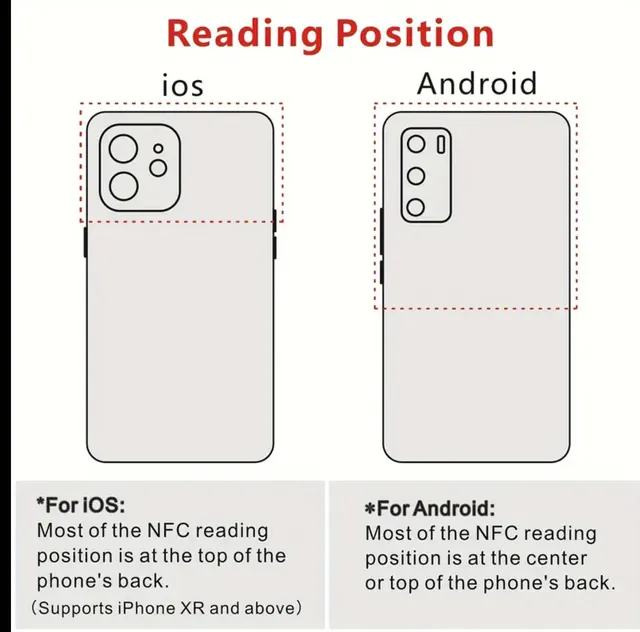 Reading Position
ios
Android
*For iOS:
Most of the NFC reading
position is at the top of the
phone's back.
(Supports iPhone XR and above)
*For Android:
Most of the NFC reading
position is at the center
or top of the phone's back.